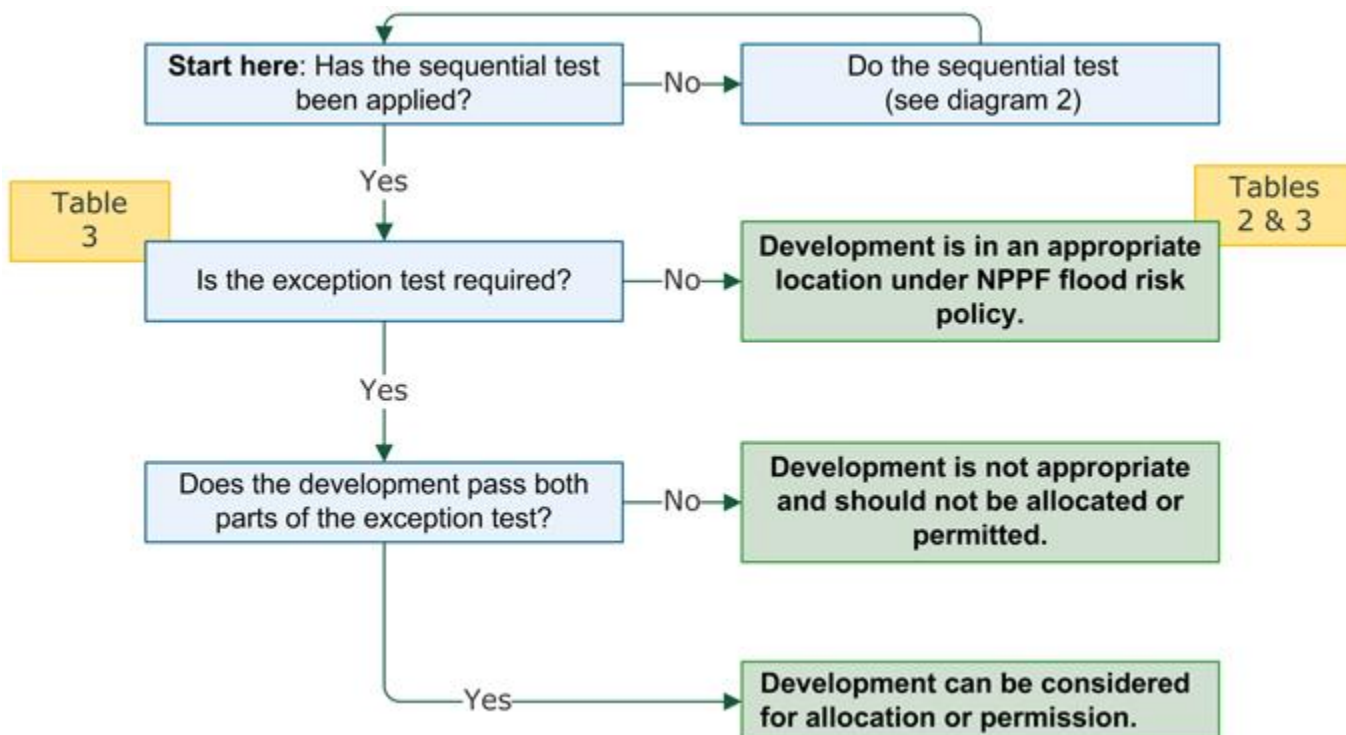 Start here: Has the sequential test
been applied?
No
Do the sequential test
(see diagram 2)
Yes
Table
3
Tables
2 & 3
Is the exception test required?
No
Development is in an appropriate
location under NPPF flood risk
policy.
Yes
Does the development pass both
parts of the exception test?
No
Development is not appropriate
and should not be allocated or
permitted.
Yes
Development can be considered
for allocation or permission.